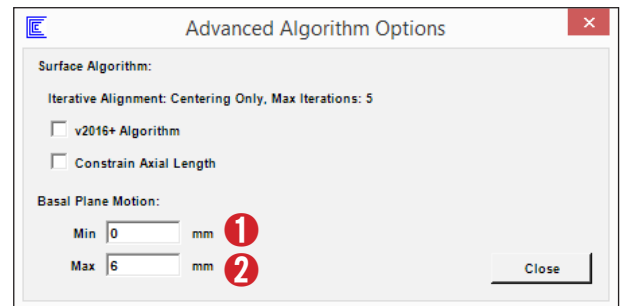 Advanced Algorithm Options
Surface Algorithm:
Iterative Alignment: Centering Only, Max Iterations: 5
v2016+ Algorithm
Constrain Axial Length
Basal Plane Motion:
Min 0 mm 1
Max 6 mm 2
Close